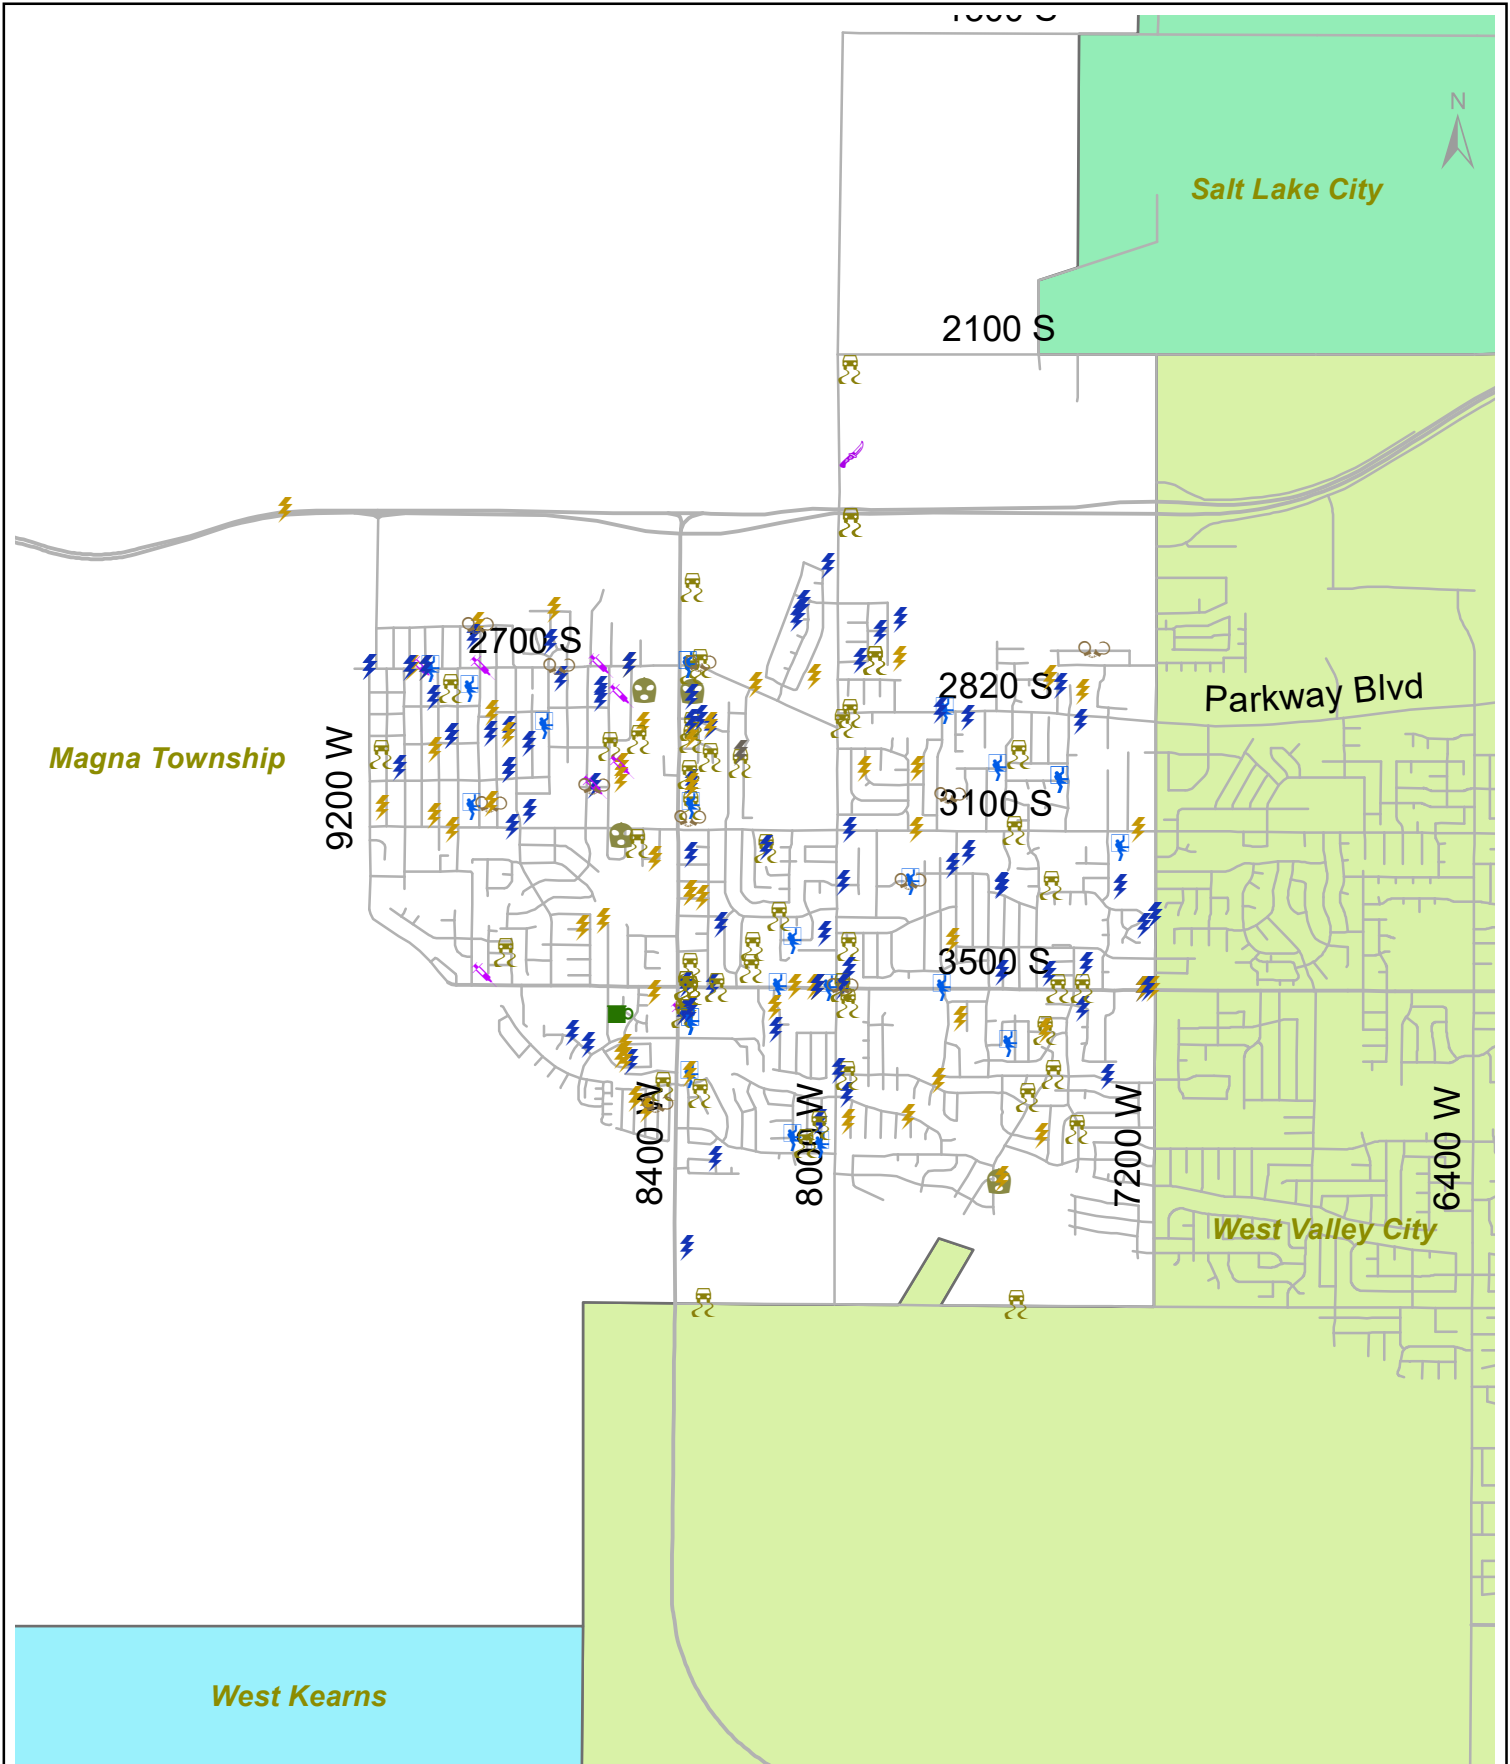 N
Salt Lake City
2100 S
2700 S
2820 S
Parkway Blvd
Magna Township
9200 W
3100 S
3500 S
8400 W
8000 W
7200 W
6400 W
West Valley City
West Kearns